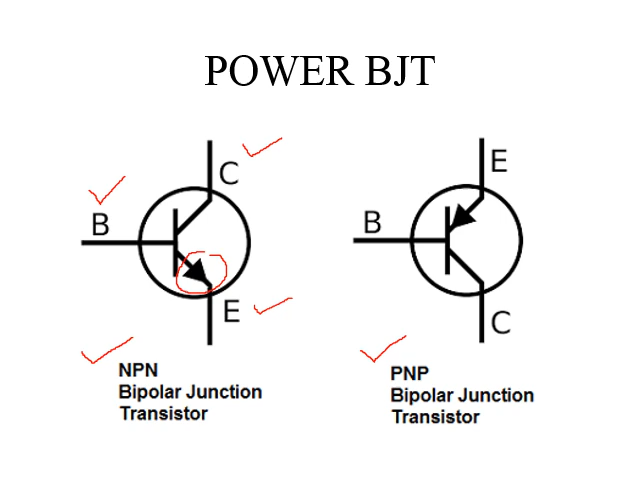 POWER BJT
C
B
E
NPN
Bipolar Junction
Transistor
E
B
C
PNP
Bipolar Junction
Transistor